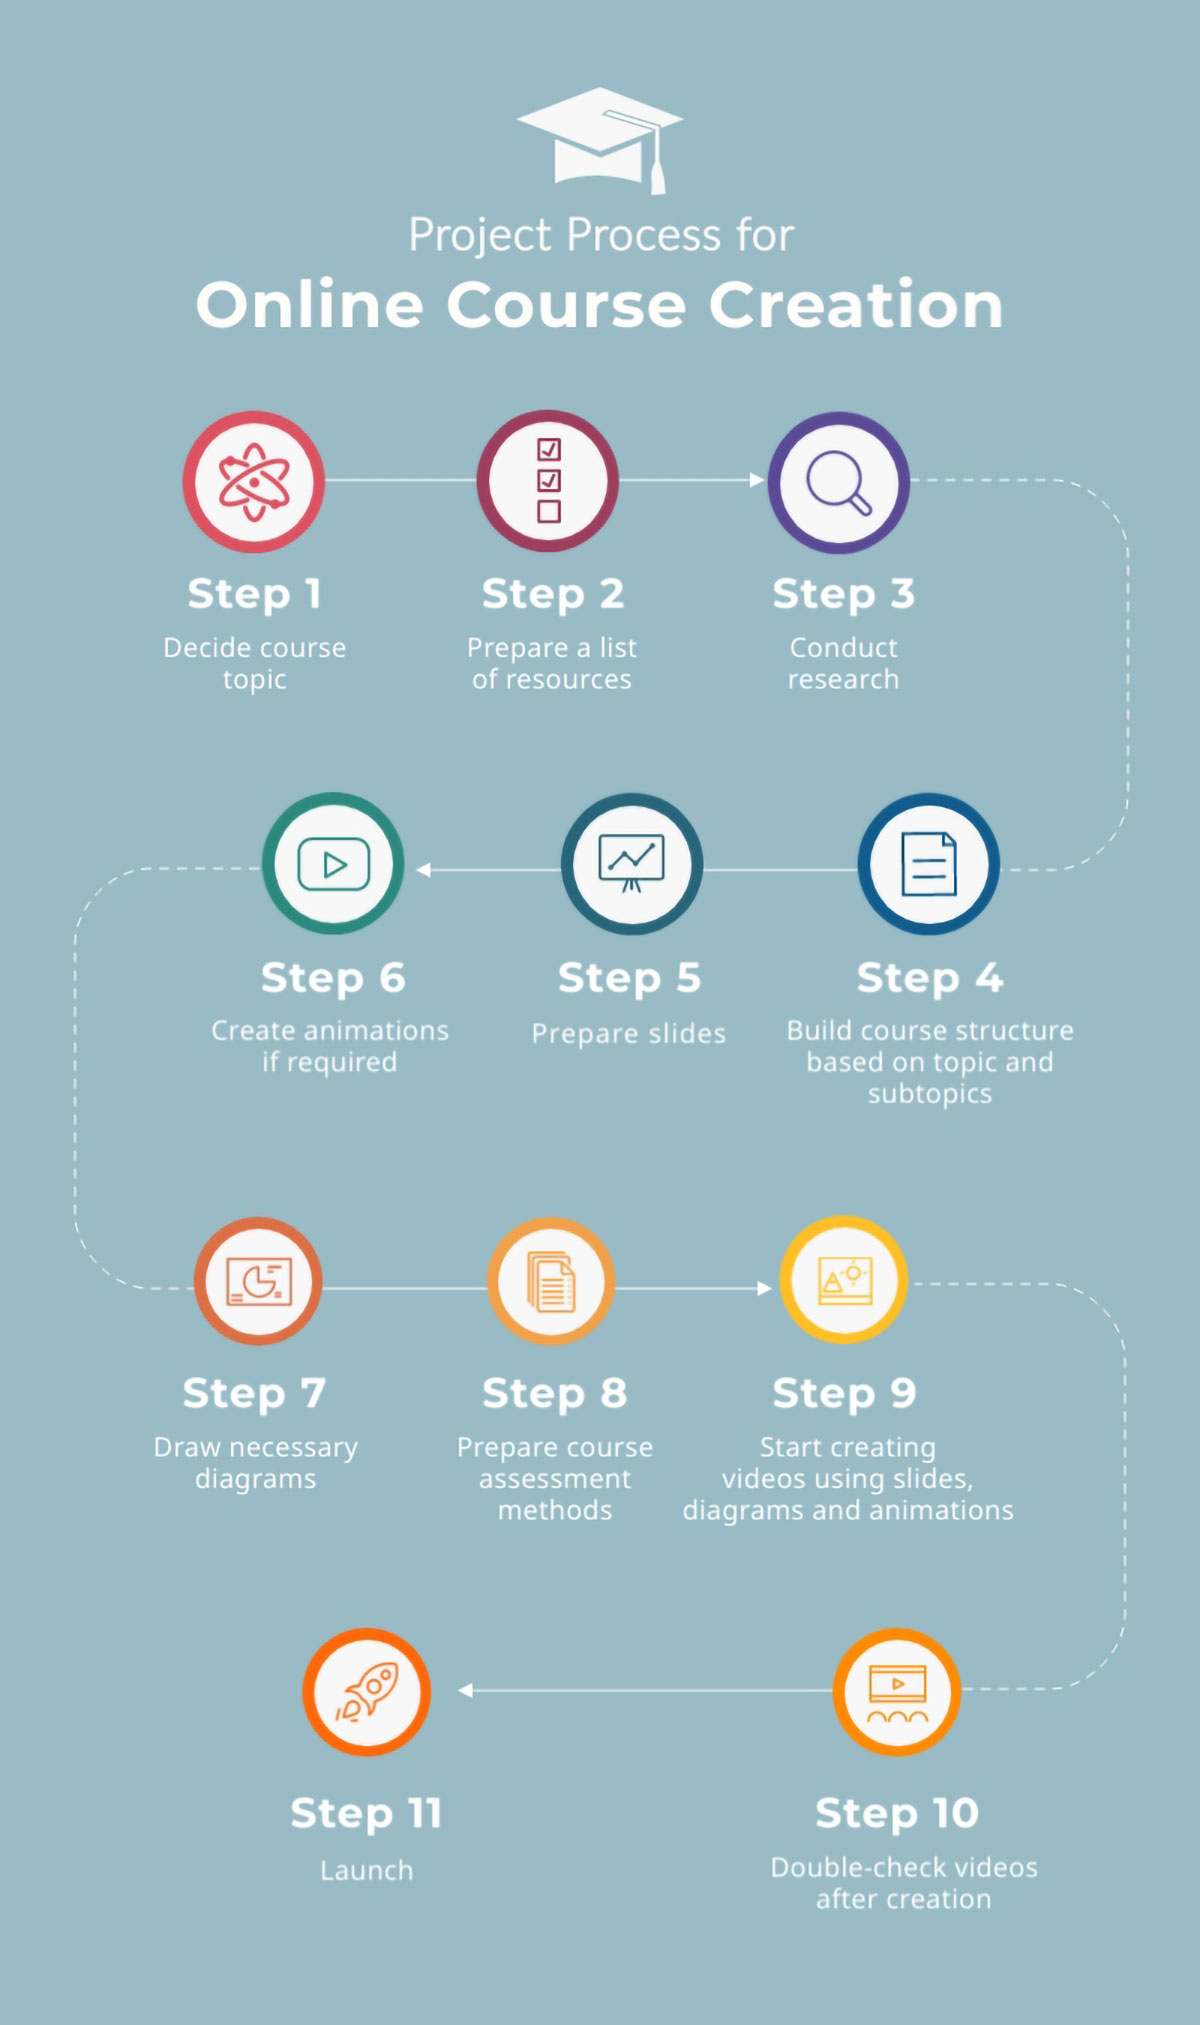 Project Process for
Online Course Creation
Step 1
Decide course
topic
Step 2
Prepare a list
of resources
Step 3
Conduct
research
Step 4
Build course structure
based on topic and
subtopics
Step 5
Prepare slides
Step 6
Create animations
if required
Step 7
Draw necessary
diagrams
Step 8
Prepare course
assessment
methods
Step 9
Start creating
videos using slides,
diagrams and animations
Step 10
Double-check videos
after creation
Step 11
Launch